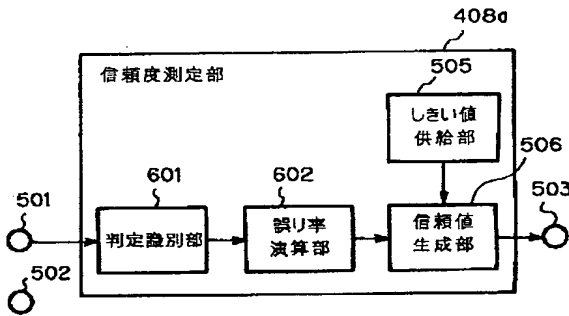 408a
信頼度測定部
505
しきい値
供給部
506
601
602
503
501
判定識別部
誤り率
演算部
信頼値
生成部
502